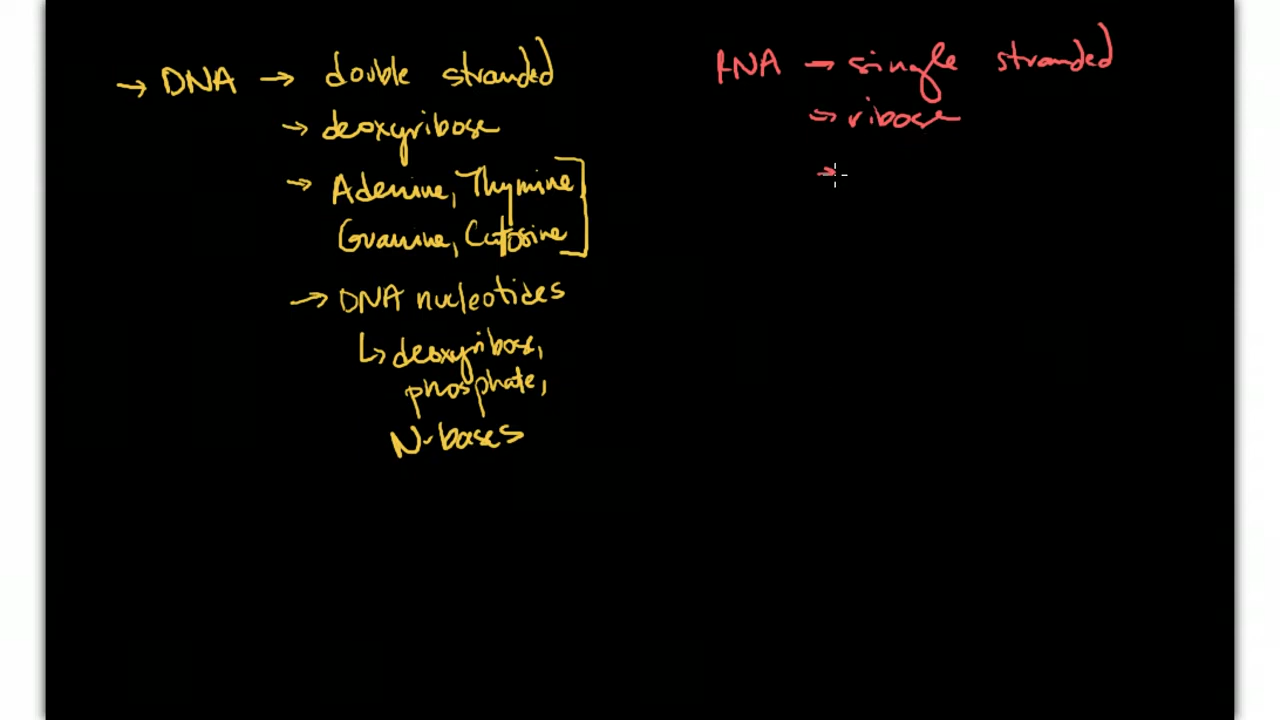 → DNA → double stranded
→ deoxyribose
→ Adenine, Thymine
Guanine, Cytosine
→ DNA nucleotides
↳ deoxyribose,
phosphate,
N-bases
RNA → single stranded
→ ribose
→